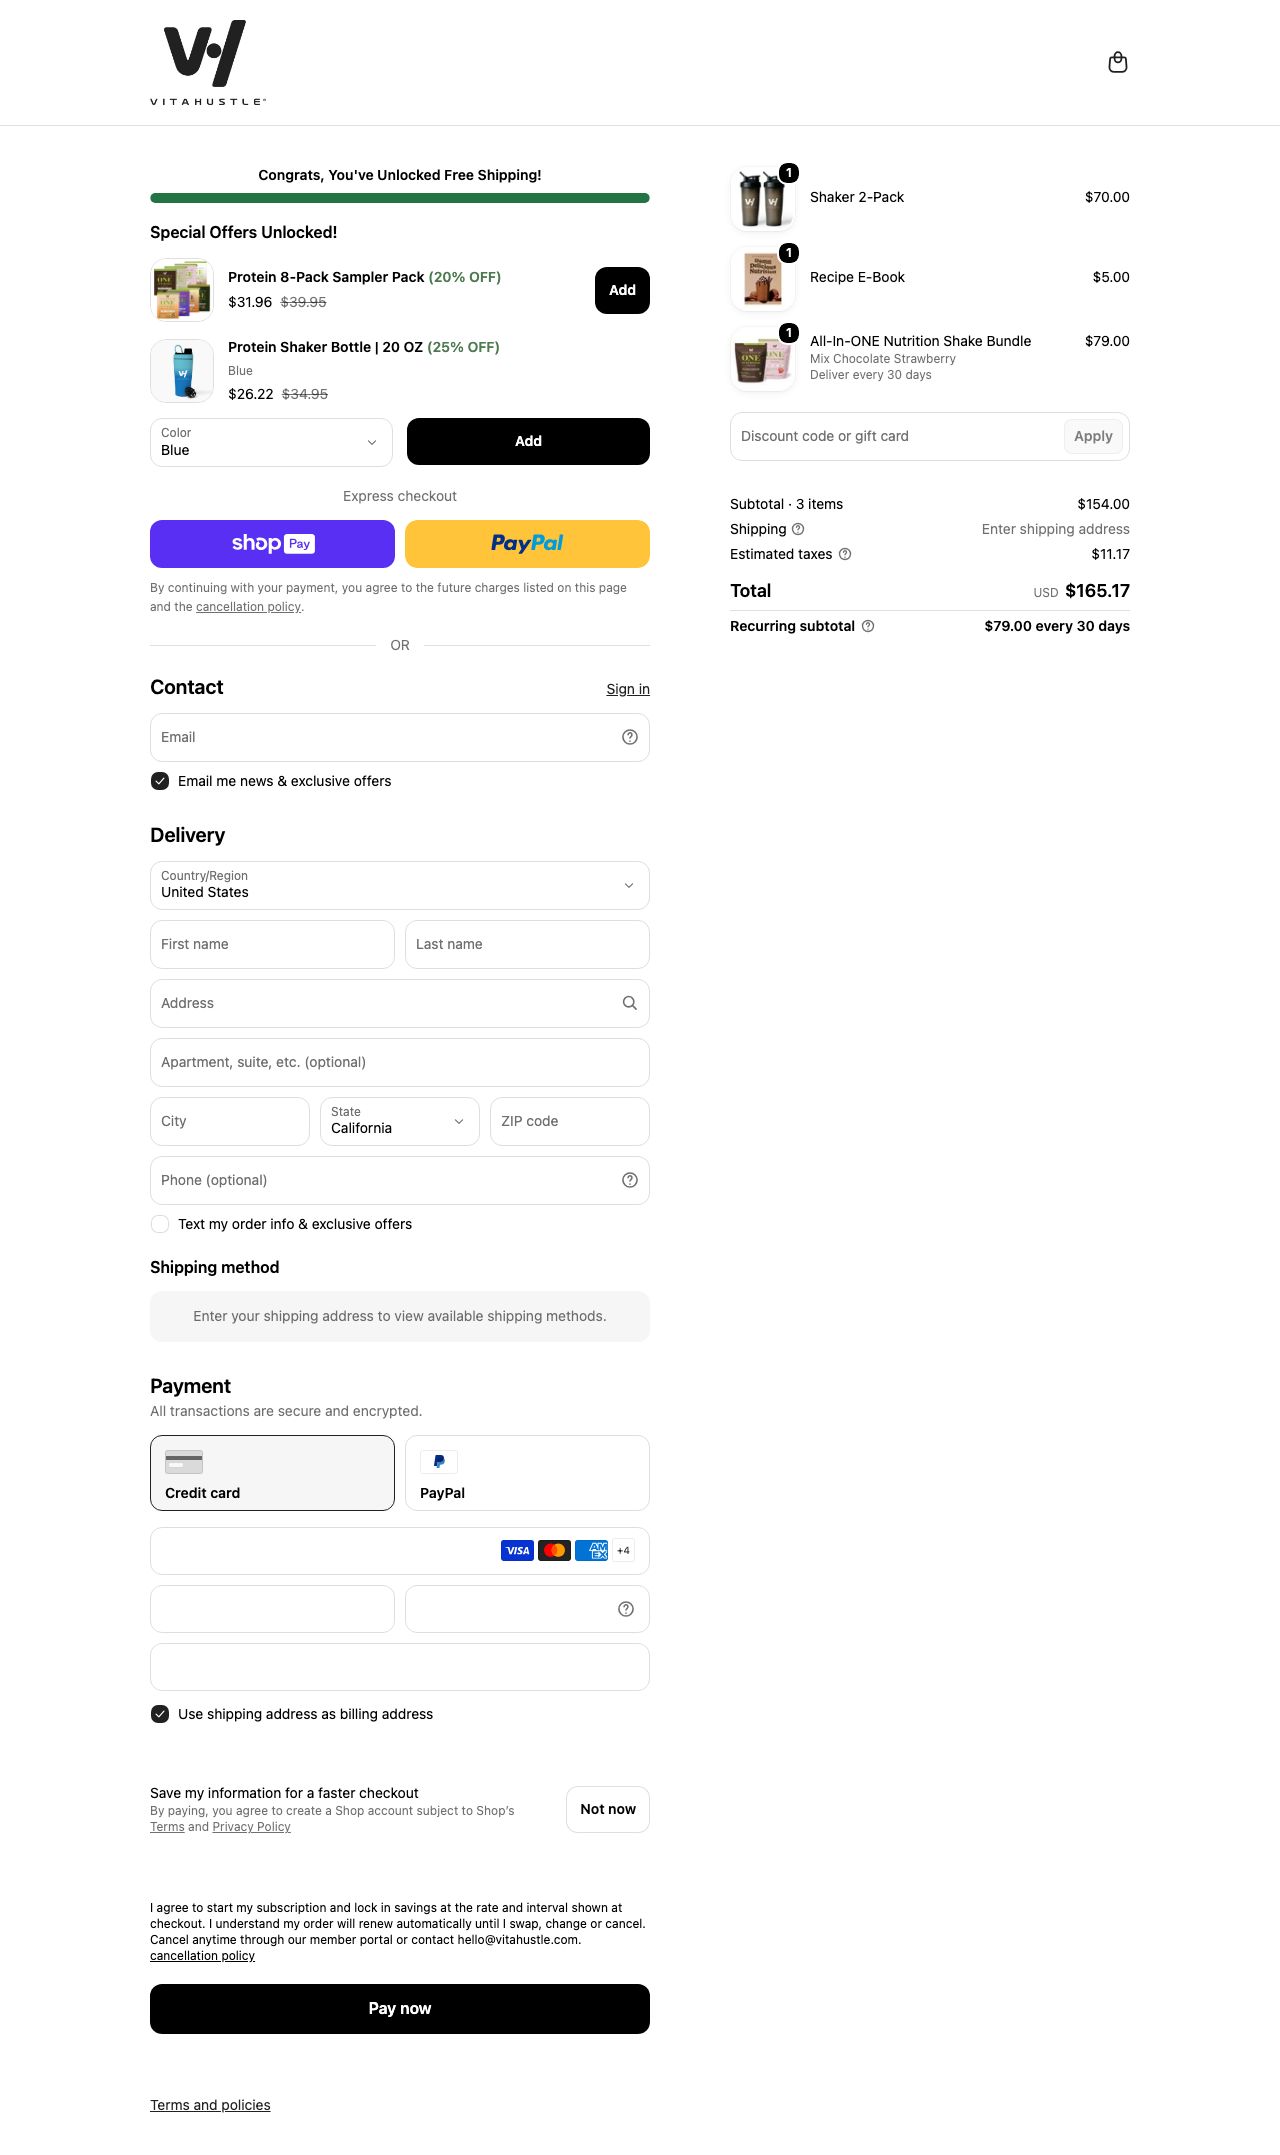 VITAHUSTLE
Congrats, You've Unlocked Free Shipping!
Special Offers Unlocked!
Protein 8-Pack Sampler Pack (20% OFF)
$31.96 $39.95
Add
Protein Shaker Bottle | 20 OZ (25% OFF)
Blue
$26.22 $34.95
Color
Blue
Add
Express checkout
shop Pay
PayPal
By continuing with your payment, you agree to the future charges listed on this page
and the cancellation policy.
OR
Contact
Sign in
Email
Email me news & exclusive offers
Delivery
Country/Region
United States
First name
Last name
Address
Apartment, suite, etc. (optional)
City
State
California
ZIP code
Phone (optional)
Text my order info & exclusive offers
Shipping method
Enter your shipping address to view available shipping methods.
Payment
All transactions are secure and encrypted.
Credit card
PayPal
VISA
AMEX
+4
Use shipping address as billing address
Save my information for a faster checkout
By paying, you agree to create a Shop account subject to Shop's
Terms and Privacy Policy
Not now
I agree to start my subscription and lock in savings at the rate and interval shown at
checkout. I understand my order will renew automatically until I swap, change or cancel.
Cancel anytime through our member portal or contact hello@vitahustle.com.
cancellation policy
Pay now
Terms and policies
1
Shaker 2-Pack
$70.00
1
Delicious
Nutrition
Recipe E-Book
$5.00
1
ONE
All-In-ONE Nutrition Shake Bundle
$79.00
Mix Chocolate Strawberry
Deliver every 30 days
Discount code or gift card
Apply
Subtotal · 3 items
$154.00
Shipping
Enter shipping address
Estimated taxes
$11.17
Total
USD $165.17
Recurring subtotal
$79.00 every 30 days